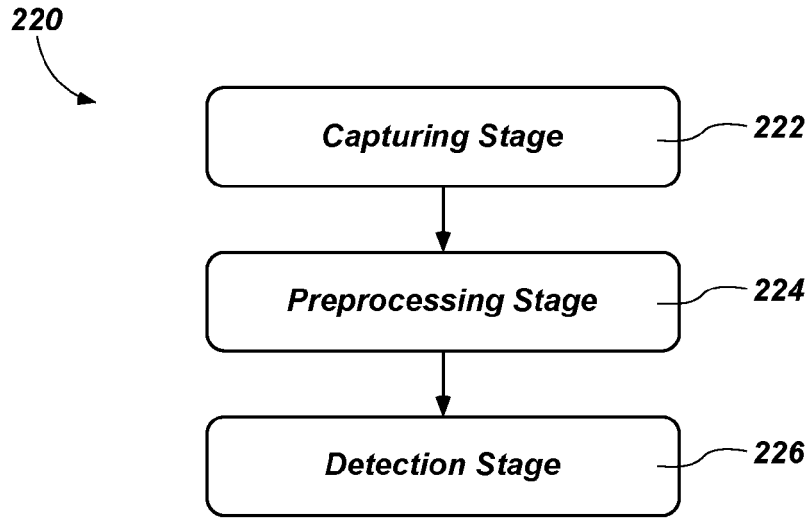 220
Capturing Stage
222
Preprocessing Stage
224
Detection Stage
226